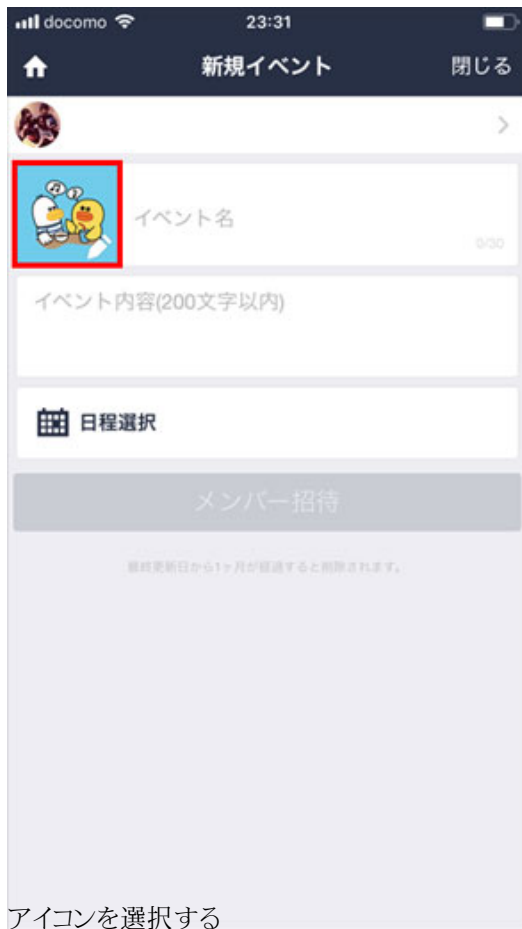 docomo 23:31
新規イベント 閉じる
イベント名
0/30
イベント内容(200文字以内)
日程選択
メンバー招待
最終更新日から1ヶ月が経過すると削除されます。
アイコンを選択する